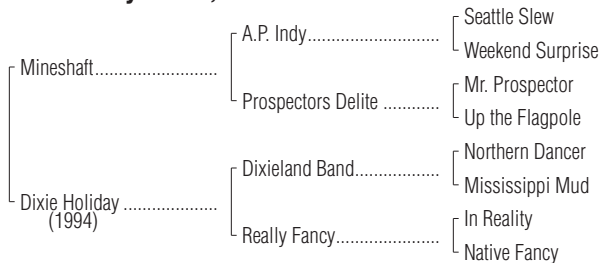 Seattle Slew
A.P. Indy..............................
Weekend Surprise
Mineshaft..........................
Mr. Prospector
Prospectors Delite ............
Up the Flagpole
Northern Dancer
Dixieland Band..................
Mississippi Mud
Dixie Holiday ....................
(1994)
In Reality
Really Fancy......................
Native Fancy